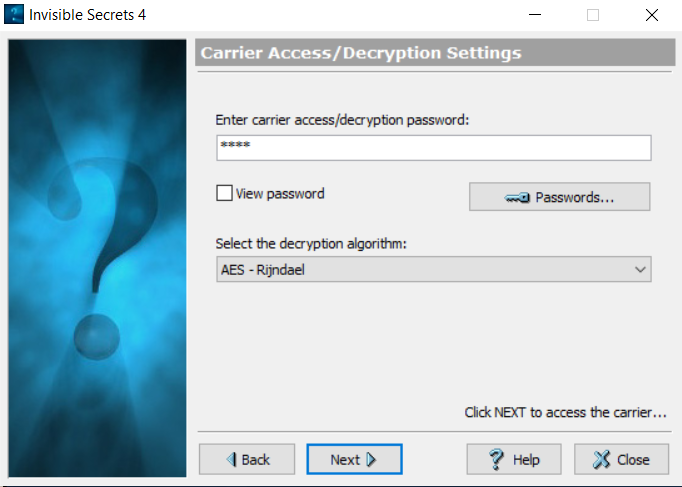 Invisible Secrets 4
Carrier Access/Decryption Settings
Enter carrier access/decryption password:
****
View password
Passwords...
Select the decryption algorithm:
AES - Rijndael
Click NEXT to access the carrier...
Back
Next
Help
Close